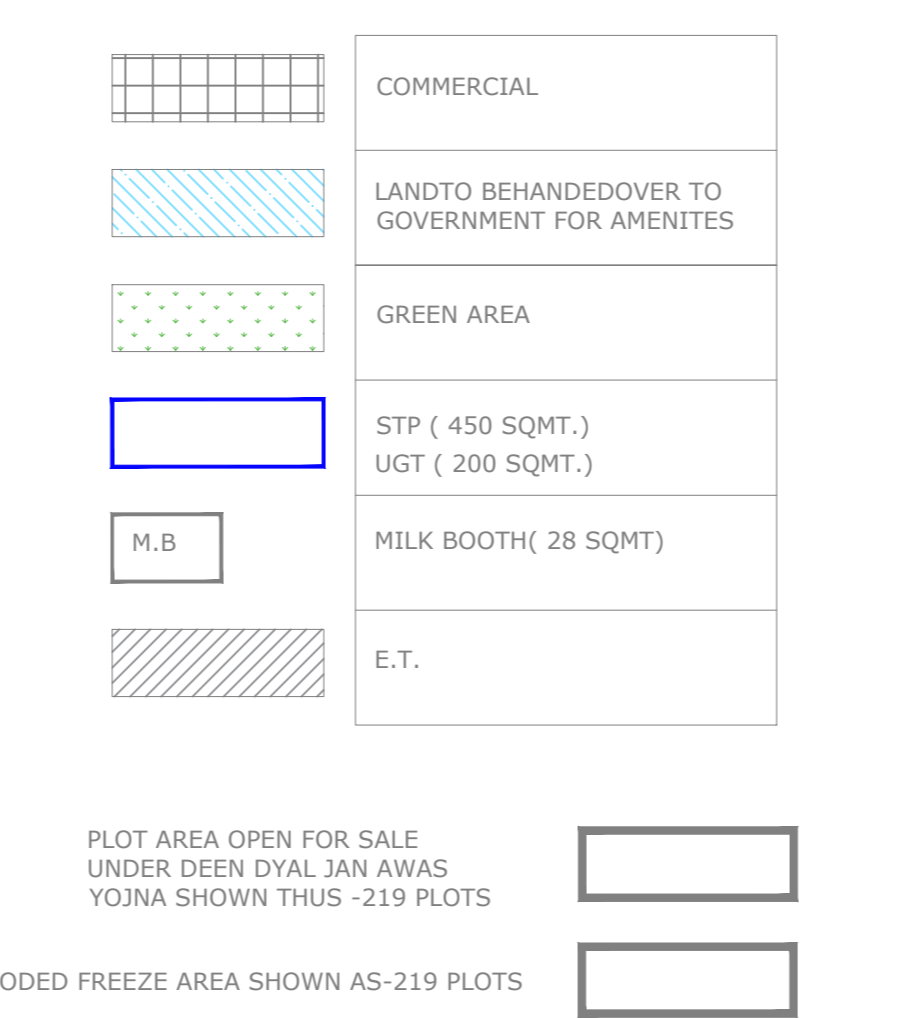 COMMERCIAL
LANDTO BEHANDEDOVER TO
GOVERNMENT FOR AMENITES
GREEN AREA
STP ( 450 SQMT.)
UGT ( 200 SQMT.)
M.B
MILK BOOTH( 28 SQMT)
E.T.
PLOT AREA OPEN FOR SALE
UNDER DEEN DYAL JAN AWAS
YOJNA SHOWN THUS -219 PLOTS
ODED FREEZE AREA SHOWN AS-219 PLOTS